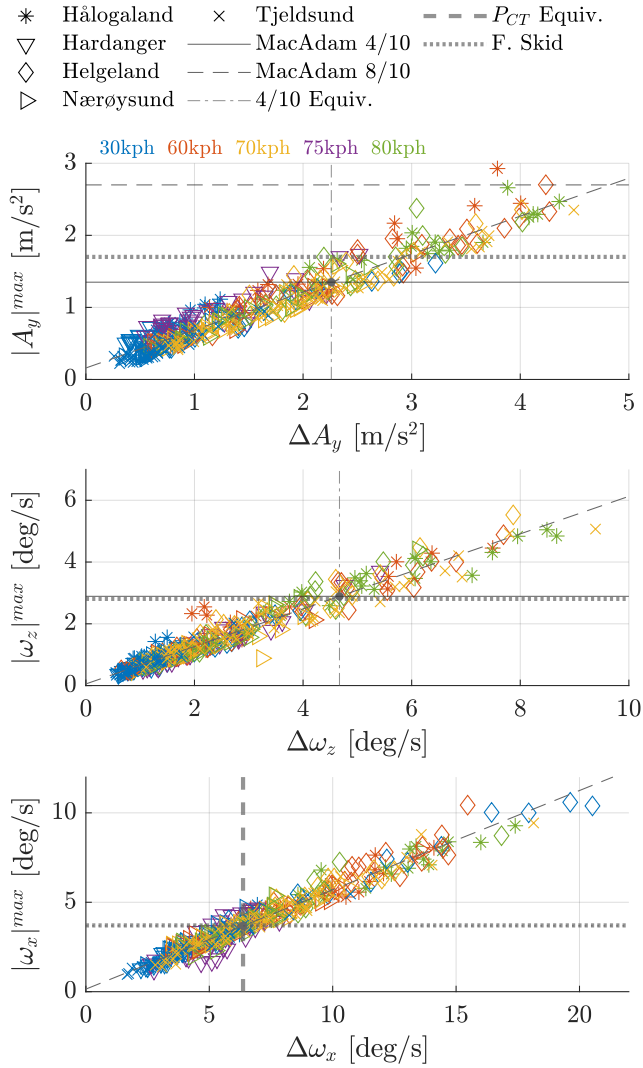 Hålogaland
Tjeldsund
P_CT Equiv.
Hardanger
MacAdam 4/10
F. Skid
Helgeland
MacAdam 8/10
Nærøysund
4/10 Equiv.
30kph 60kph 70kph 75kph 80kph
3
2
1
0
|A_y|^max [m/s²]
0 1 2 3 4 5
ΔA_y [m/s²]
6
4
2
0
|ω_z|^max [deg/s]
0 2 4 6 8 10
Δω_z [deg/s]
10
5
0
|ω_x|^max [deg/s]
0 5 10 15 20
Δω_x [deg/s]